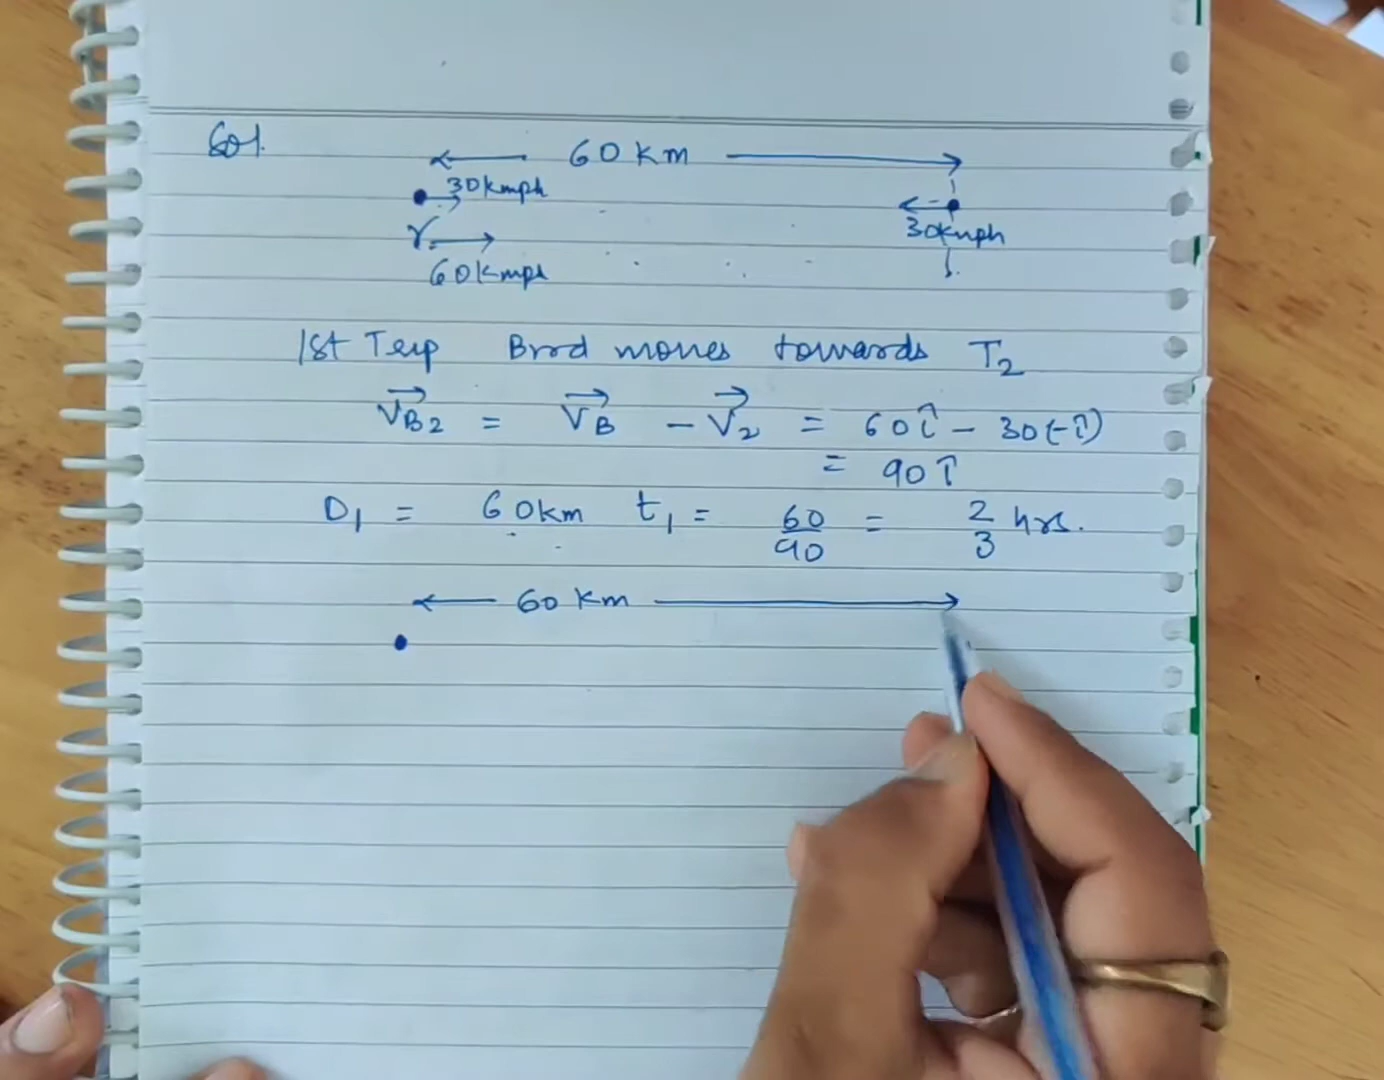 Sol.
60 km
30kmph
30kmph
60kmph
1st Trip Bird moves towards T2
VB2 = VB - V2 = 60î - 30(-î)
= 90î
D1 = 60km t1 = 60/90 = 2/3 hrs.
60 km